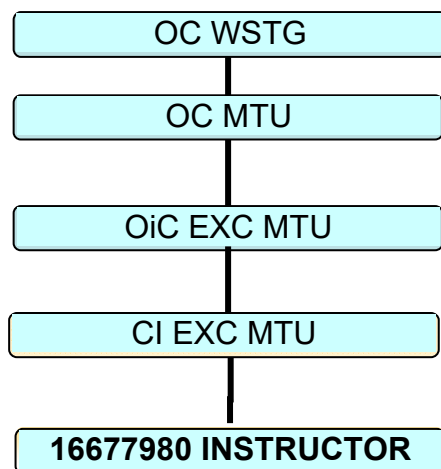 OC WSTG
OC MTU
OiC EXC MTU
CI EXC MTU
16677980 INSTRUCTOR